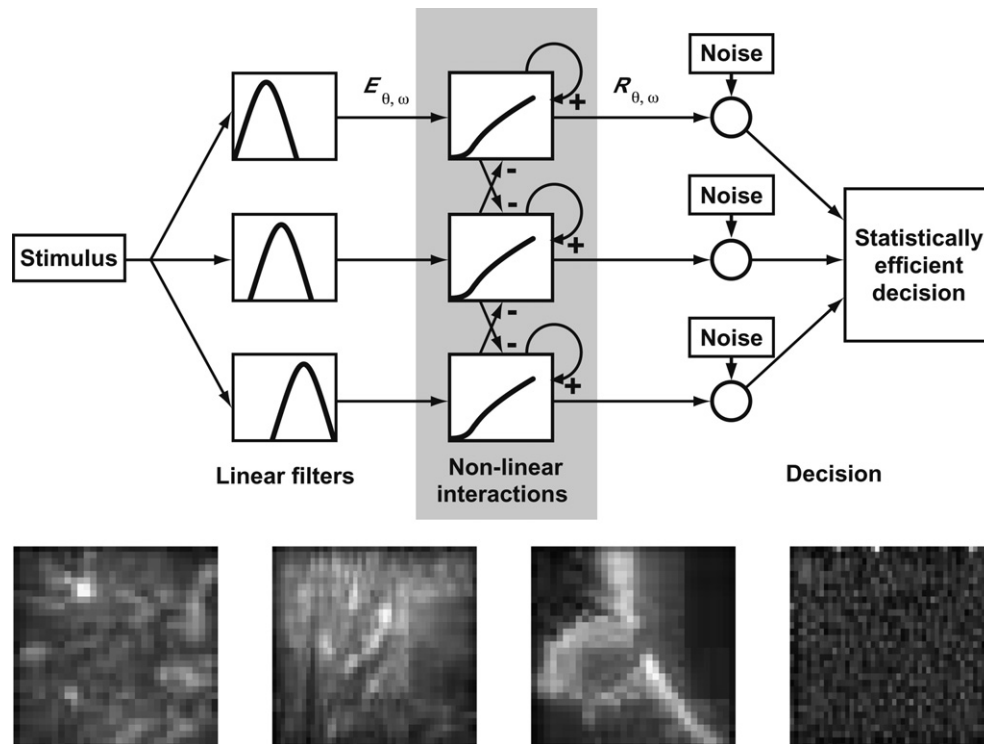 Noise
E θ, ω
R θ, ω
+
-
-
Noise
Stimulus
+
Statistically
efficient
decision
-
-
Noise
+
Linear filters
Non-linear
interactions
Decision